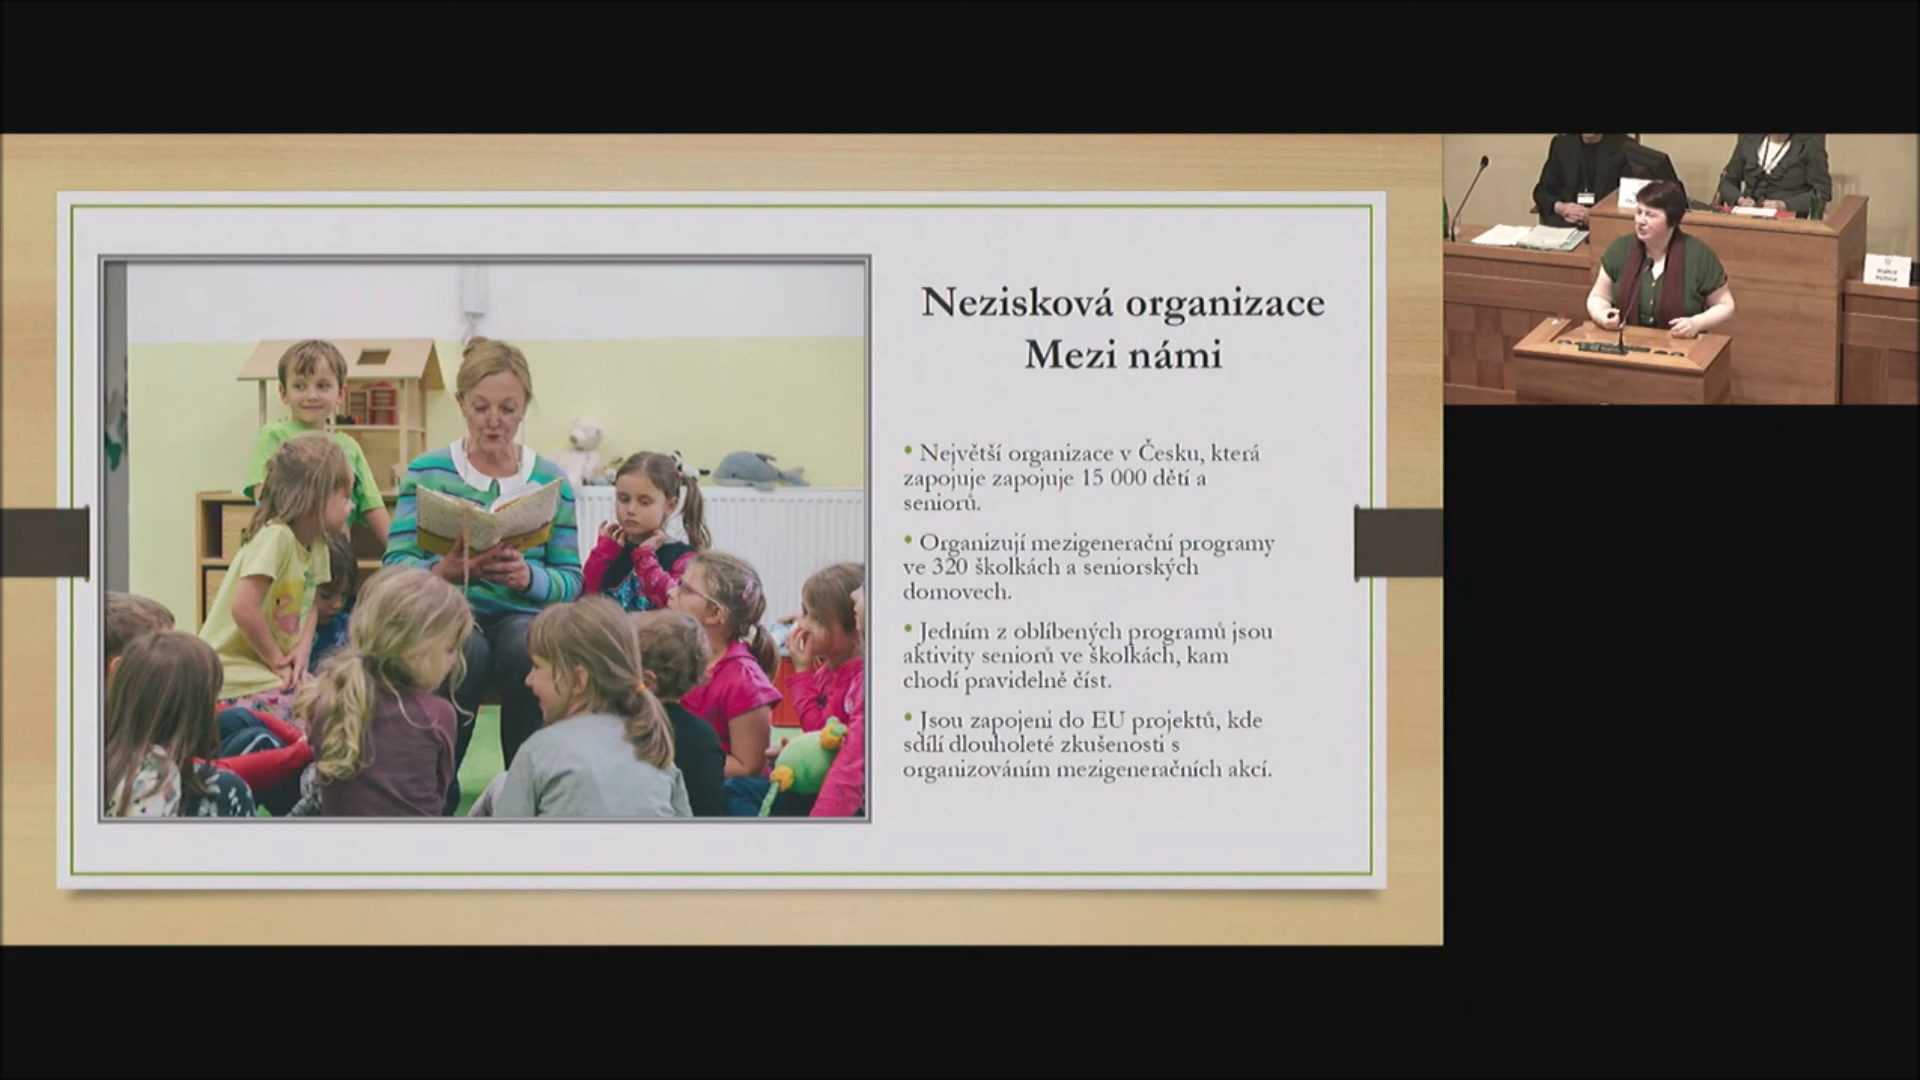 Nezisková organizace
Mezi námi
• Největší organizace v Česku, která
zapojuje zapojuje 15 000 dětí a
seniorů.
• Organizují mezigenerační programy
ve 320 školkách a seniorských
domovech.
• Jedním z oblíbených programů jsou
aktivity seniorů ve školkách, kam
chodí pravidelně číst.
• Jsou zapojeni do EU projektů, kde
sdílí dlouholeté zkušenosti s
organizováním mezigeneračních akcí.